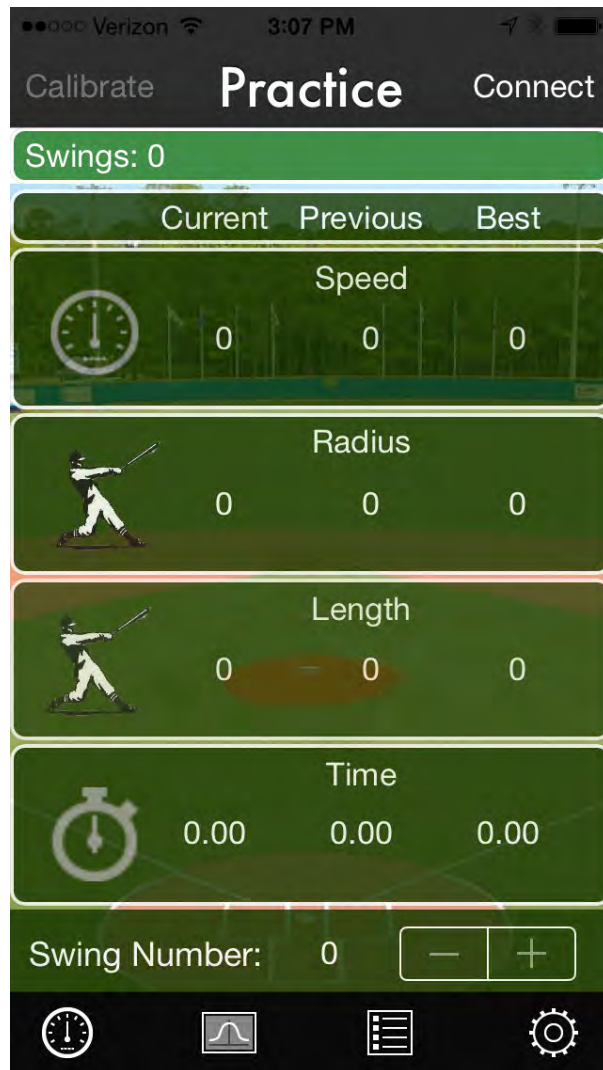 Verizon 3:07 PM
Calibrate Practice Connect
Swings: 0
Current Previous Best
Speed
0 0 0
Radius
0 0 0
Length
0 0 0
Time
0.00 0.00 0.00
Swing Number: 0 − +